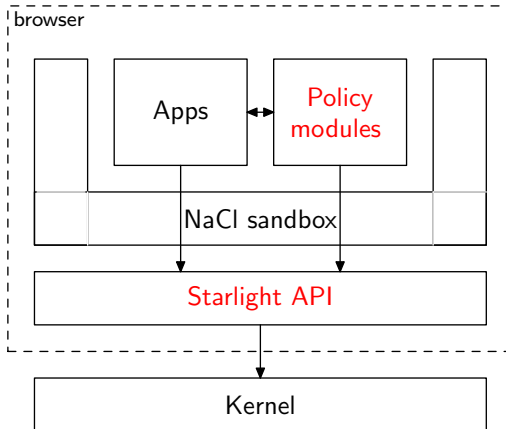 browser
Apps
Policy
modules
NaCl sandbox
Starlight API
Kernel